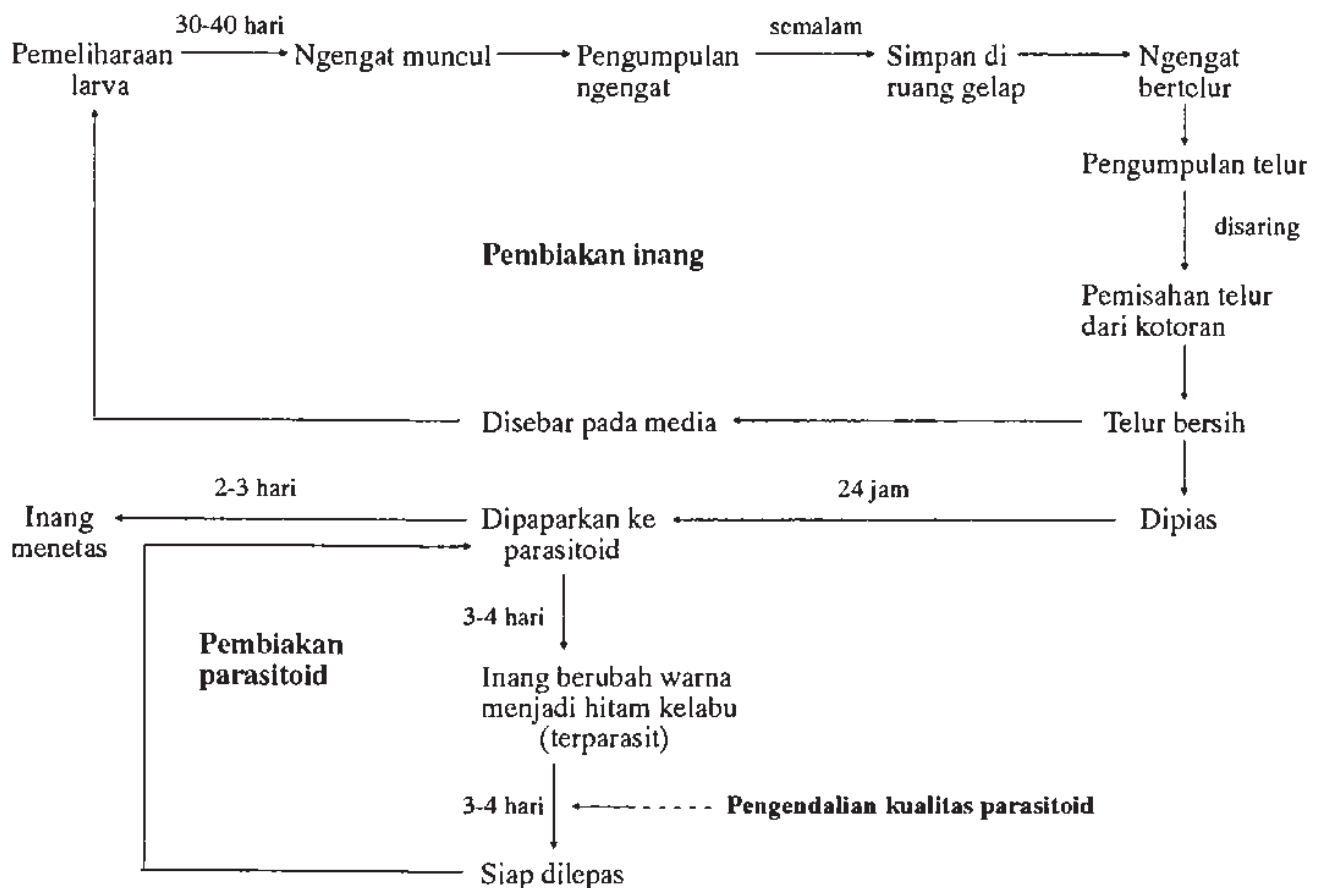 30-40 hari
semalam
Pemeliharaan
larva
Ngengat muncul
Pengumpulan
ngengat
Simpan di
ruang gelap
Ngengat
bertelur
Pengumpulan telur
disaring
Pembiakan inang
Pemisahan telur
dari kotoran
Disebar pada media
Telur bersih
2-3 hari
24 jam
Inang
menetas
Dipaparkan ke
parasitoid
Dipias
3-4 hari
Pembiakan
parasitoid
Inang berubah warna
menjadi hitam kelabu
(terparasit)
3-4 hari
Pengendalian kualitas parasitoid
Siap dilepas